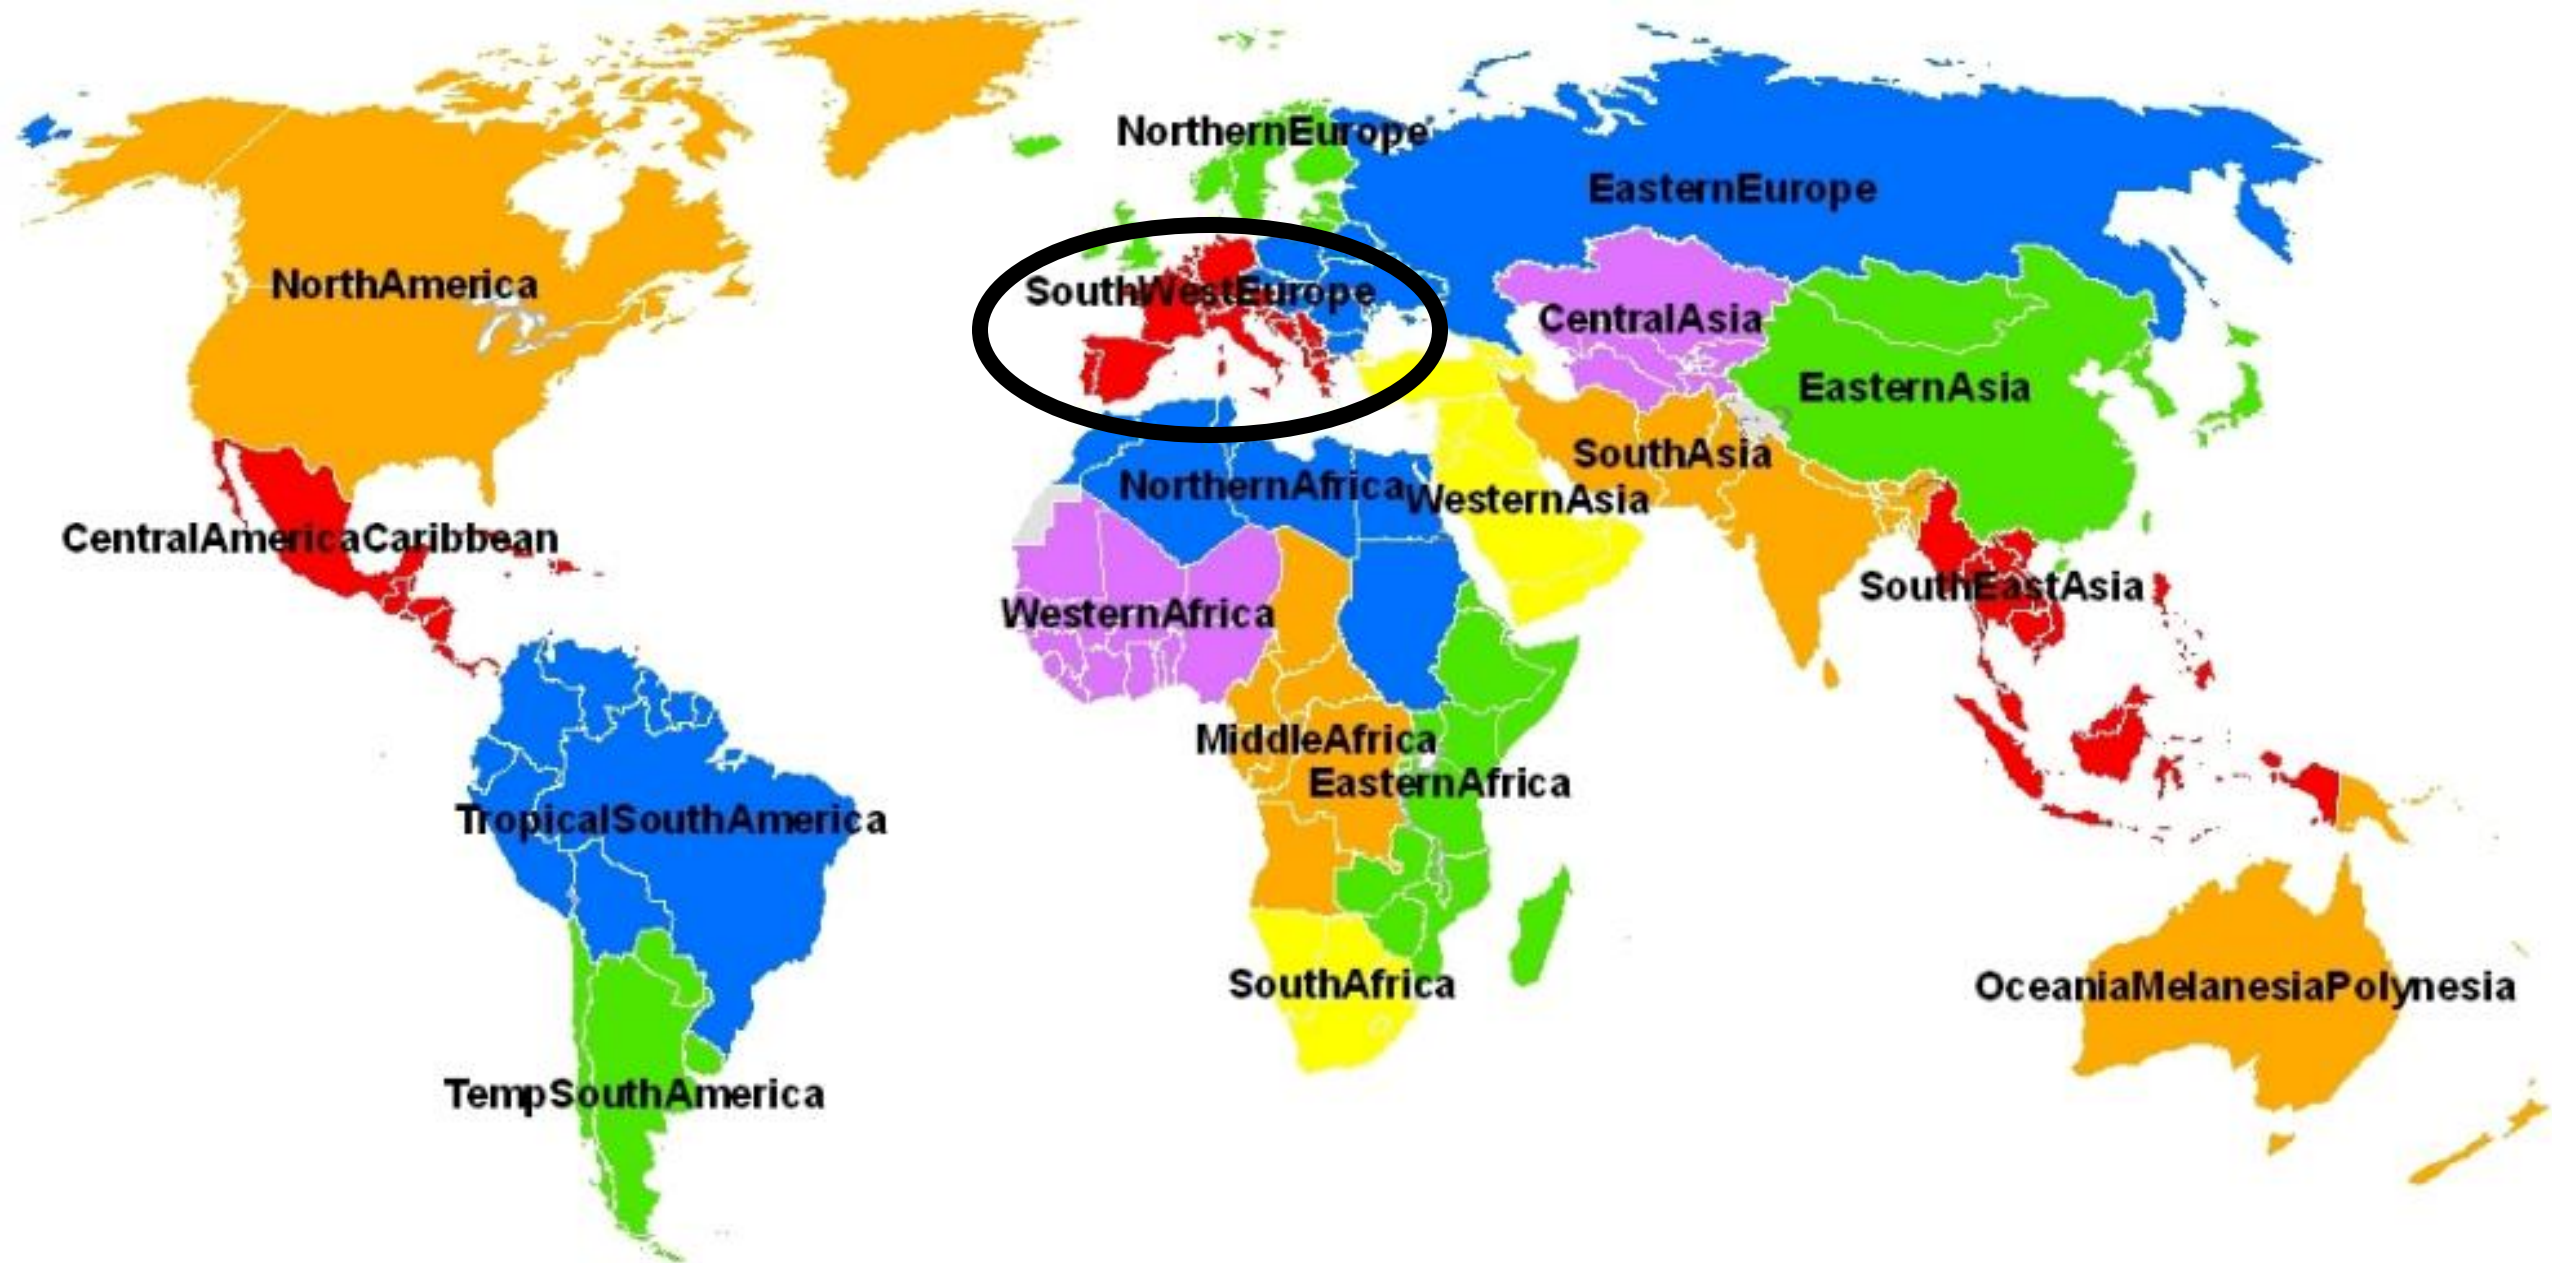 NorthernEurope
EasternEurope
NorthAmerica
SouthWestEurope
CentralAsia
EasternAsia
SouthAsia
NorthernAfrica
WesternAsia
CentralAmericaCaribbean
SouthEastAsia
WesternAfrica
MiddleAfrica
EasternAfrica
TropicalSouthAmerica
SouthAfrica
OceaniaMelanesiaPolynesia
TempSouthAmerica